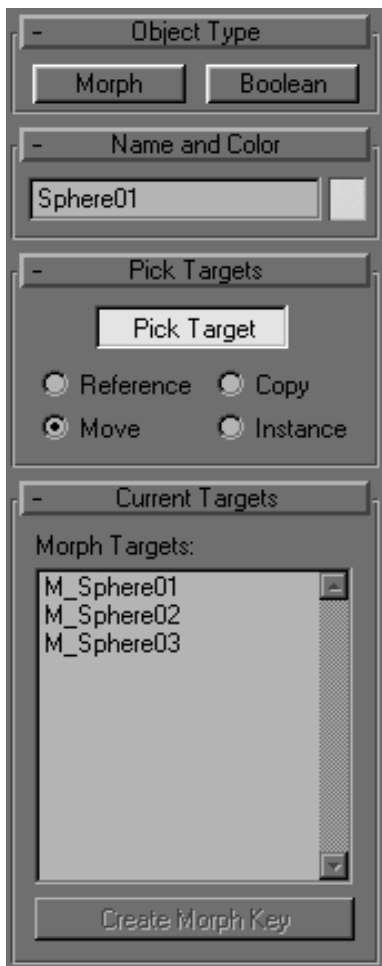 - Object Type
Morph Boolean
- Name and Color
Sphere01
- Pick Targets
Pick Target
Reference Copy
Move Instance
- Current Targets
Morph Targets:
M_Sphere01
M_Sphere02
M_Sphere03
Create Morph Key